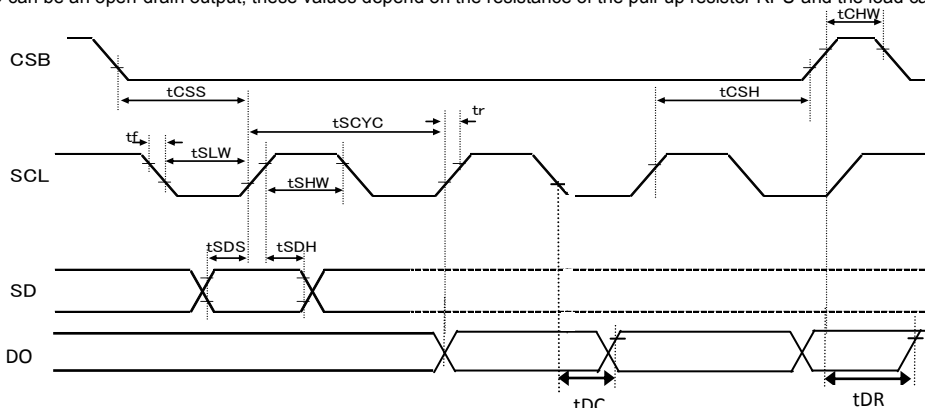 can be an open-drain output, these values depend on the resistance of the pull-up resistor RPU and the load ca
tCHW
CSB
tCSS
tCSH
tSCYC
tr
tf
tSLW
SCL
tSHW
tSDS
tSDH
SD
DO
tDC
tDR